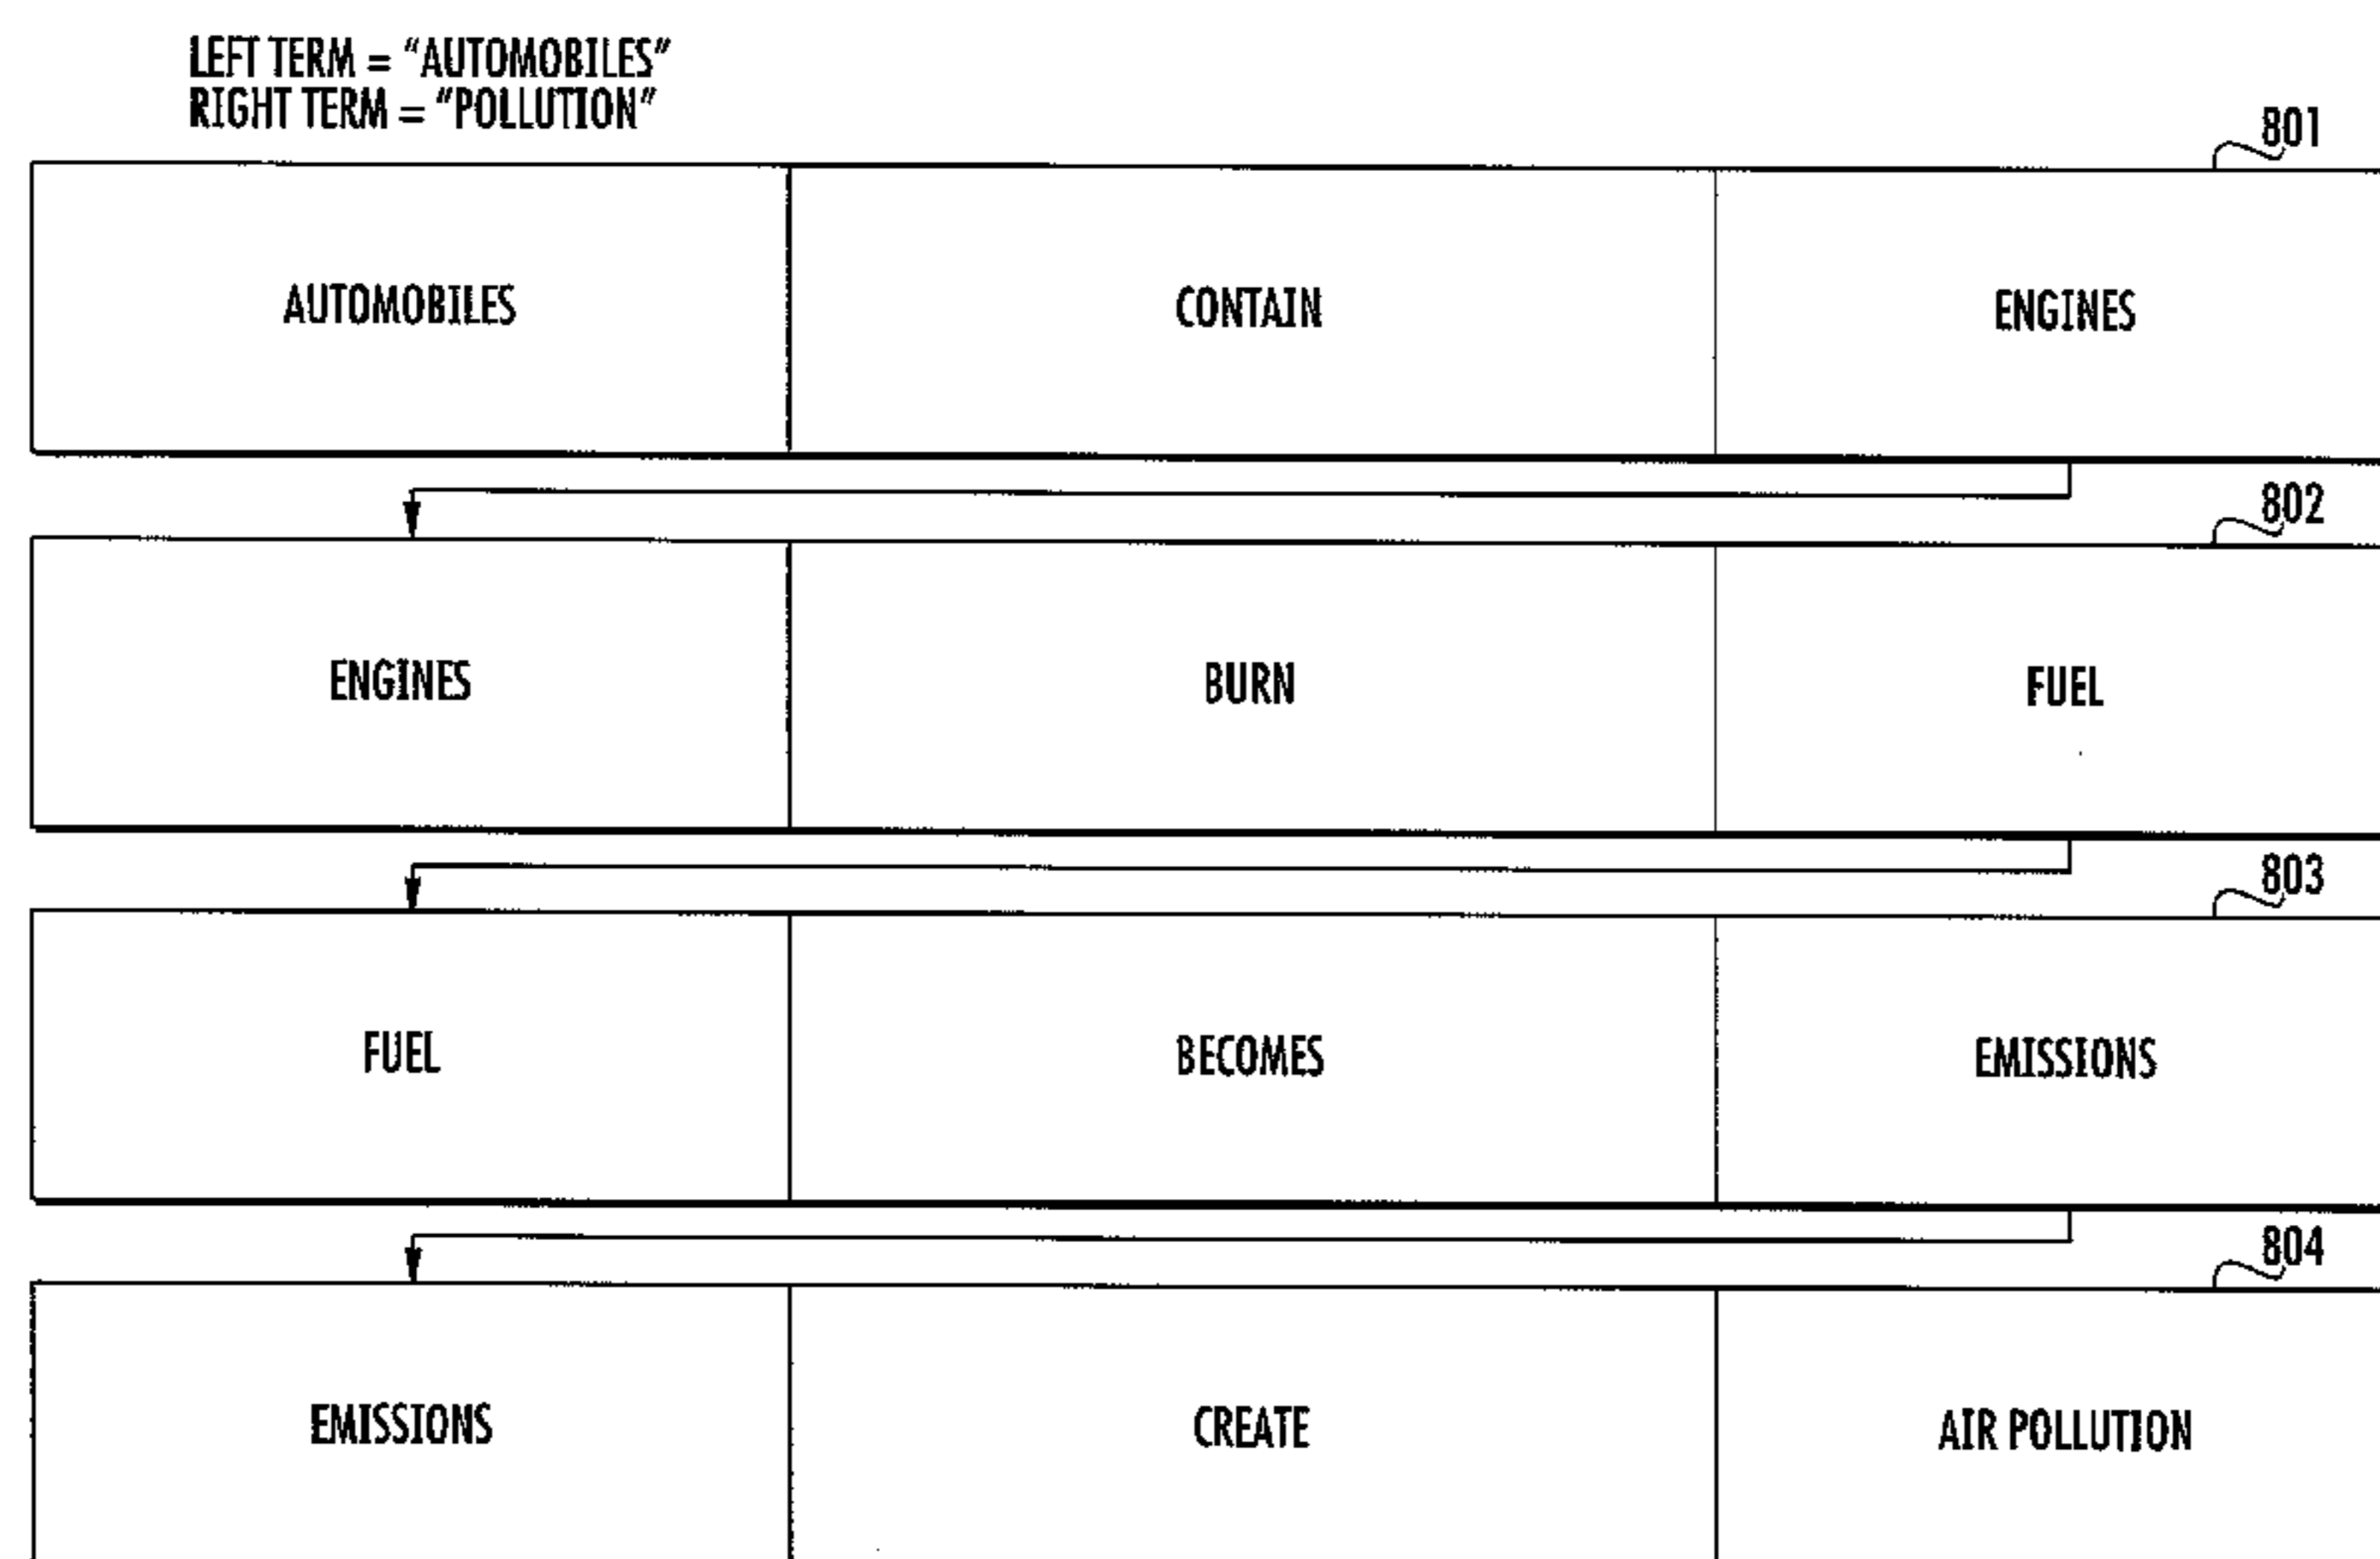 LEFT TERM = "AUTOMOBILES"
RIGHT TERM = "POLLUTION"
801
AUTOMOBILES CONTAIN ENGINES
802
ENGINES BURN FUEL
803
FUEL BECOMES EMISSIONS
804
EMISSIONS CREATE AIR POLLUTION